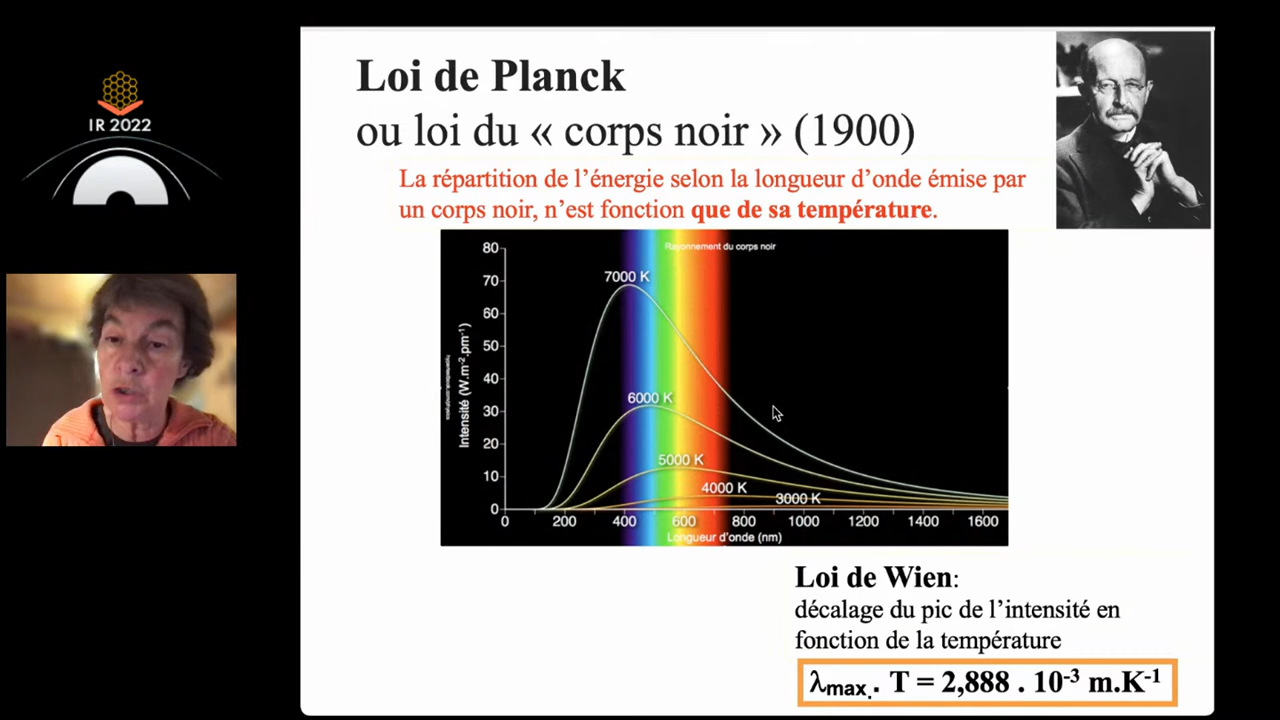 IR 2022
Loi de Planck
ou loi du « corps noir » (1900)
La répartition de l’énergie selon la longueur d’onde émise par
un corps noir, n’est fonction que de sa température.
Rayonnement du corps noir
80
70
60
50
40
30
20
10
0
Intensité (W.m-2.pm-1)
7000 K
6000 K
5000 K
4000 K
3000 K
0 200 400 600 800 1000 1200 1400 1600
Longueur d’onde (nm)
Loi de Wien:
décalage du pic de l’intensité en
fonction de la température
λmax . T = 2,888 . 10-3 m.K-1